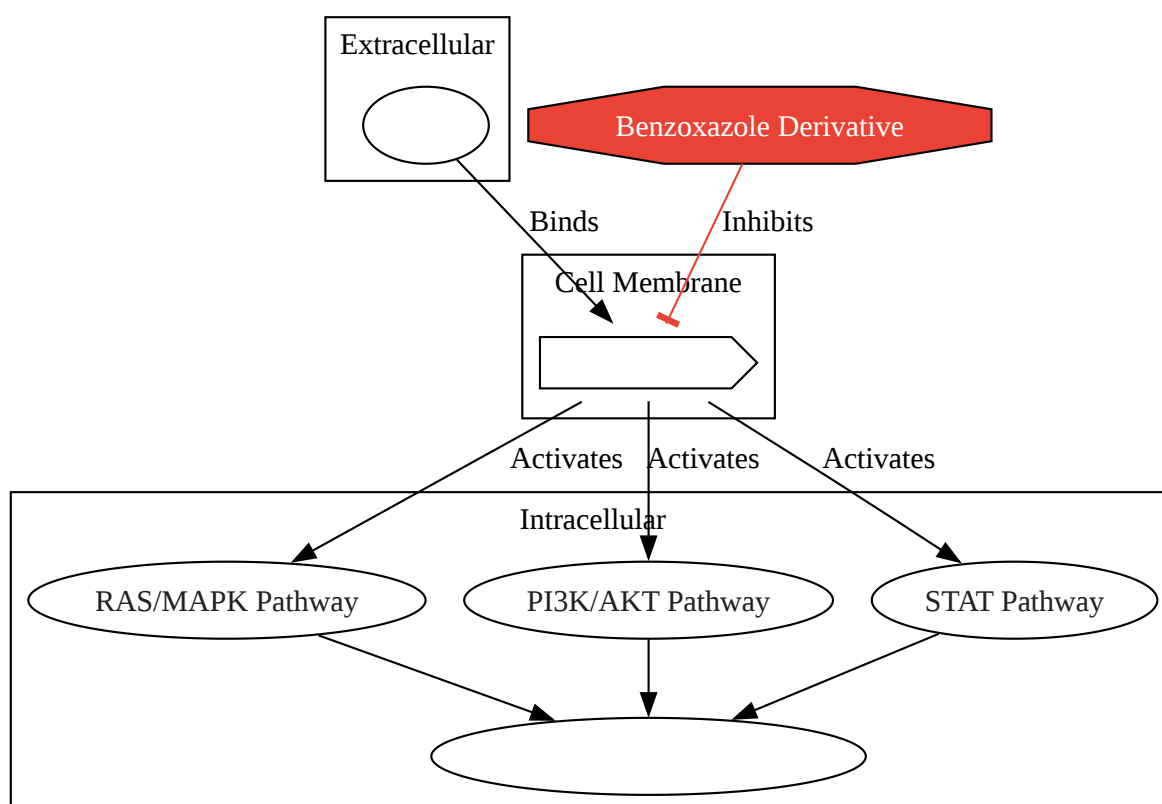 Extracellular
Benzoxazole Derivative
Binds
Inhibits
Cell Membrane
Activates
Activates
Activates
Intracellular
RAS/MAPK Pathway
PI3K/AKT Pathway
STAT Pathway